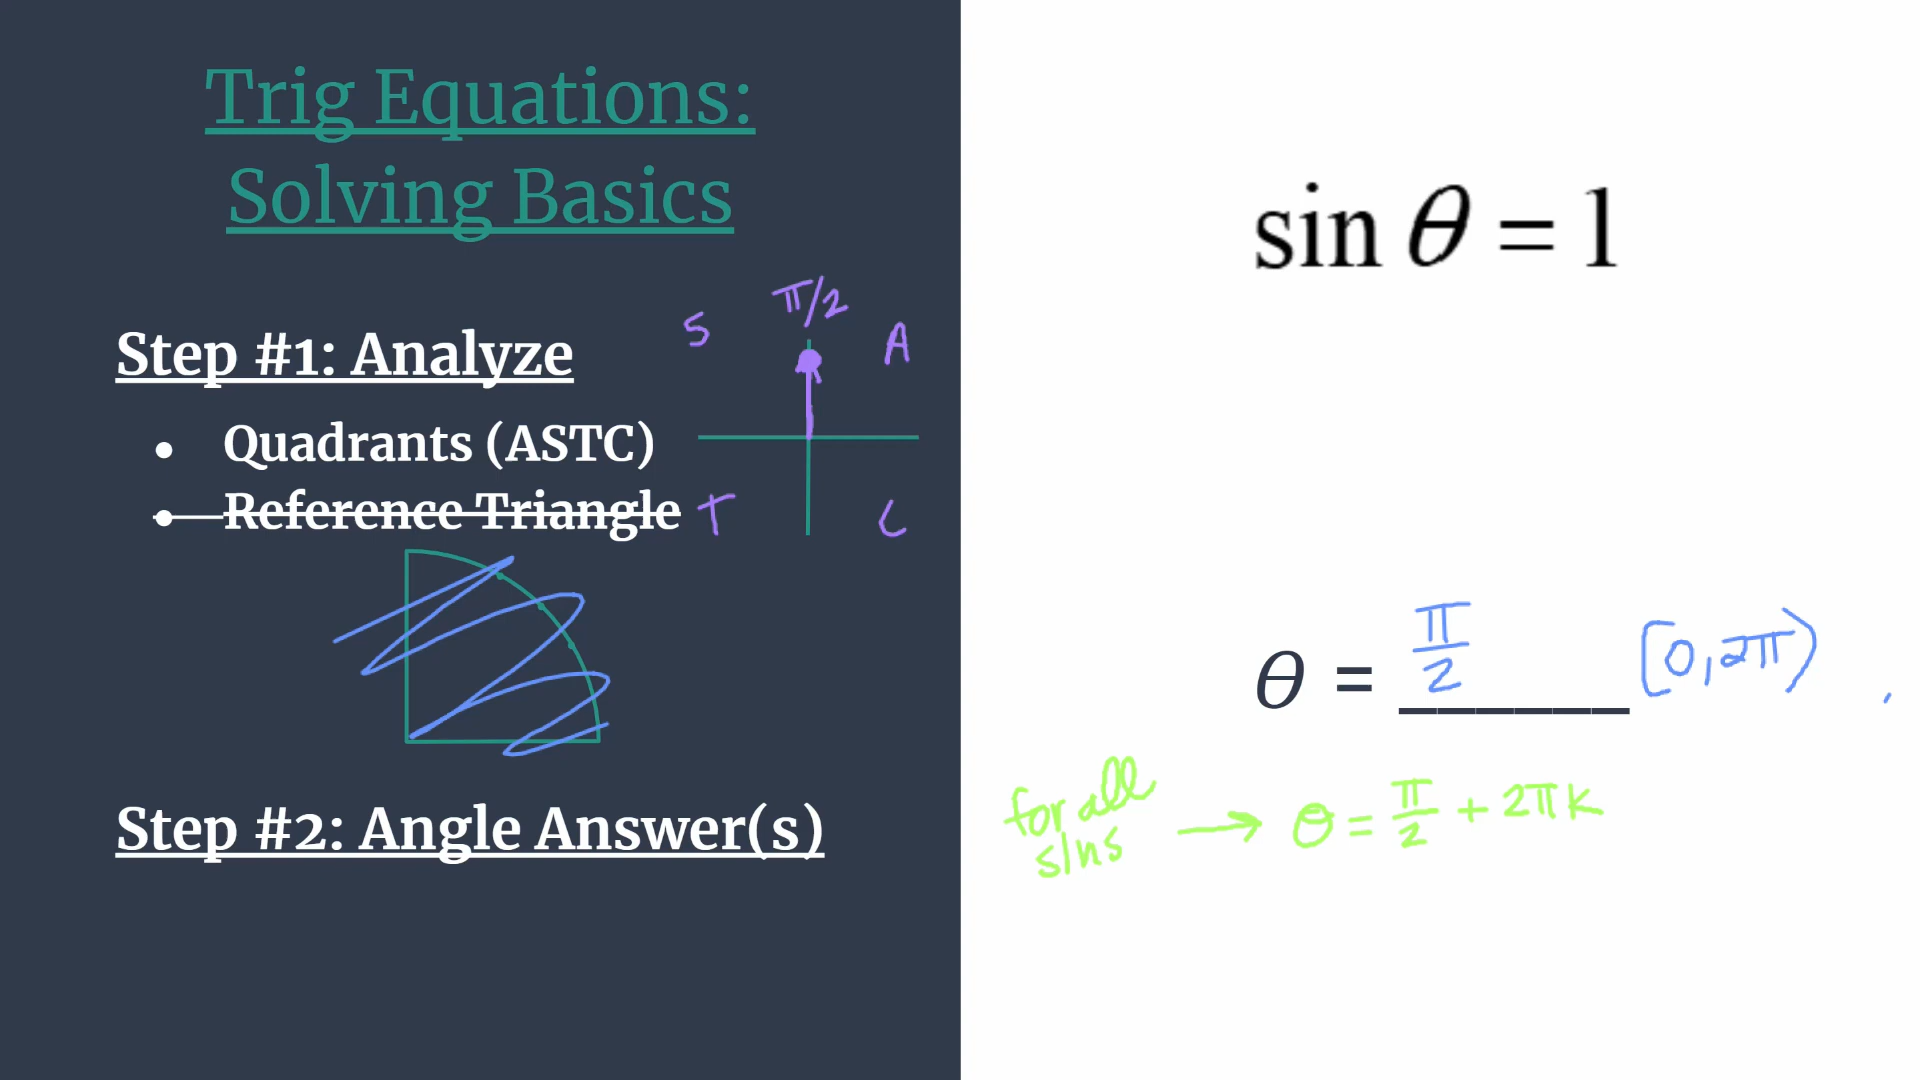 Trig Equations:
Solving Basics
Step #1: Analyze
• Quadrants (ASTC)
• Reference Triangle
S π/2 A
T C
Step #2: Angle Answer(s)
sin θ = 1
θ = π/2 [0, 2π)
for all
slns → θ = π/2 + 2πk